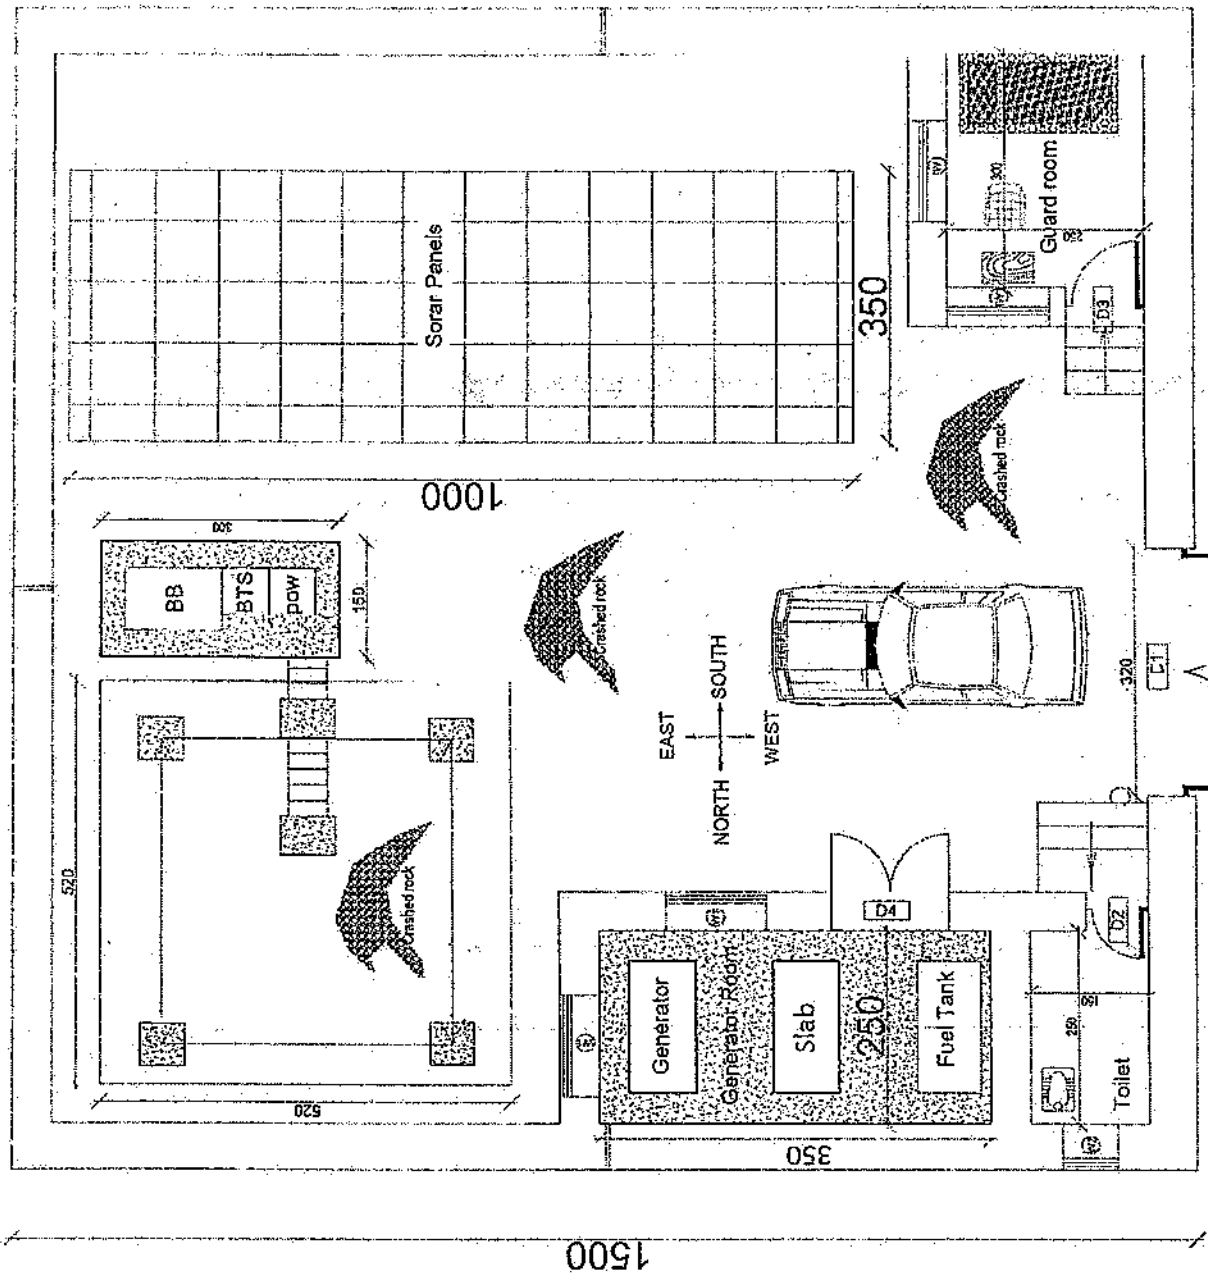 Sorar Panels
350
1000
300
BB
BTS
pow
150
520
520
Crashed rock
Crashed rock
Crashed rock
300
Guard room
250
W
W
D3
EAST
NORTH
SOUTH
WEST
320
D4
W
W
Generator
Generator Room
Slab
250
Fuel Tank
350
D2
150
250
Toilet
W
1500